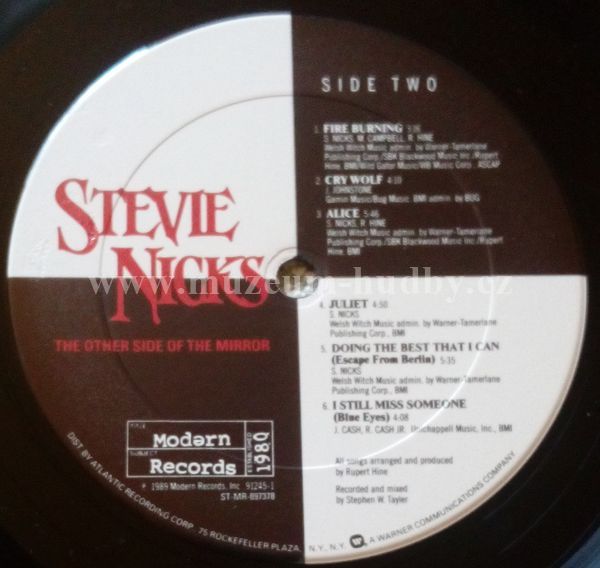 SIDE TWO
1. FIRE BURNING 3:16
S. NICKS, M. CAMPBELL, R. HINE
Welsh Witch Music admin. by Warner-Tamerlane
Publishing Corp./SBK Blackwood Music Inc./Rupert
Hine, BMI/Wild Gator Music/WB Music Corp. ASCAP
2. CRY WOLF 4:10
J. JOHNSTONE
Gamin Music/Bug Music. BMI admin. by BUG
3. ALICE 5:46
S. NICKS, R. HINE
Welsh Witch Music admin. by Warner-Tamerlane
Publishing Corp./SBK Blackwood Music Inc./Rupert
Hine, BMI
STEVIE
NICKS
www.muzeum-hudby.cz
THE OTHER SIDE OF THE MIRROR
4. JULIET 4:50
S. NICKS
Welsh Witch Music admin. by Warner-Tamerlane
Publishing Corp., BMI
5. DOING THE BEST THAT I CAN
(Escape From Berlin) 5:35
S. NICKS
Welsh Witch Music admin. by Warner-Tamerlane
Publishing Corp., BMI
6. I STILL MISS SOMEONE
(Blue Eyes) 4:08
J. CASH, R. CASH JR. Unichappell Music, Inc., BMI
All songs arranged and produced
by Rupert Hine
Recorded and mixed
by Stephen W. Tayler
TITLE
Modərn
SUBJECT
Records
ESTABLISHED
1980
℗ 1989 Modern Records, Inc. 91245-1
ST-MR-897378
DIST. BY ATLANTIC RECORDING CORP. 75 ROCKEFELLER PLAZA, N.Y., N.Y. A WARNER COMMUNICATIONS COMPANY